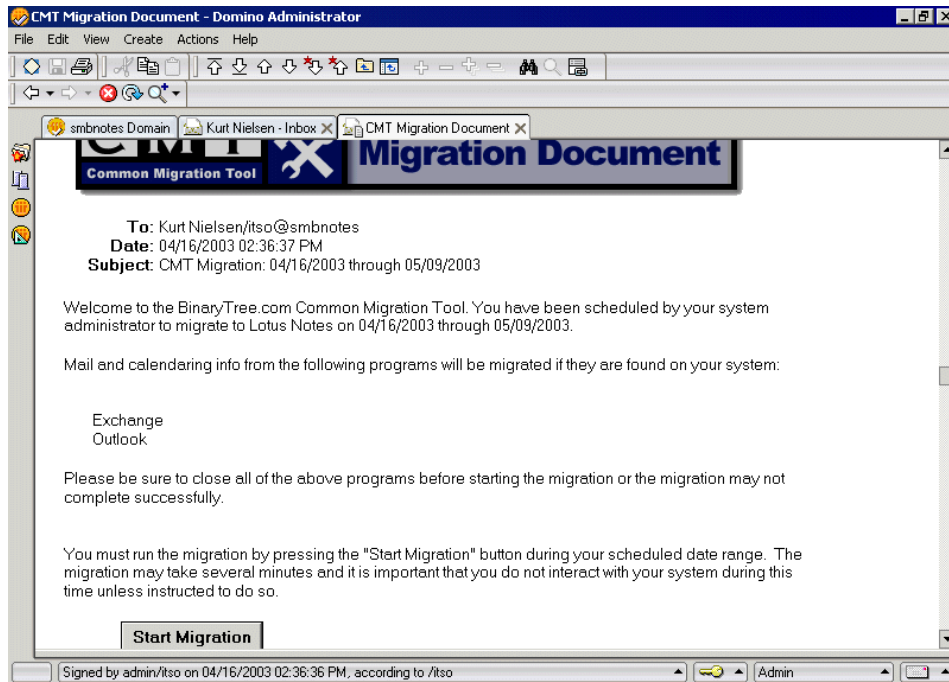 CMT Migration Document - Domino Administrator
File Edit View Create Actions Help
smbnotes Domain Kurt Nielsen - Inbox CMT Migration Document
CMT
Migration Document
Common Migration Tool
To: Kurt Nielsen/itso@smbnotes
Date: 04/16/2003 02:36:37 PM
Subject: CMT Migration: 04/16/2003 through 05/09/2003
Welcome to the BinaryTree.com Common Migration Tool. You have been scheduled by your system
administrator to migrate to Lotus Notes on 04/16/2003 through 05/09/2003.
Mail and calendaring info from the following programs will be migrated if they are found on your system:
Exchange
Outlook
Please be sure to close all of the above programs before starting the migration or the migration may not
complete successfully.
You must run the migration by pressing the "Start Migration" button during your scheduled date range. The
migration may take several minutes and it is important that you do not interact with your system during this
time unless instructed to do so.
Start Migration
Signed by admin/itso on 04/16/2003 02:36:36 PM, according to /itso
Admin